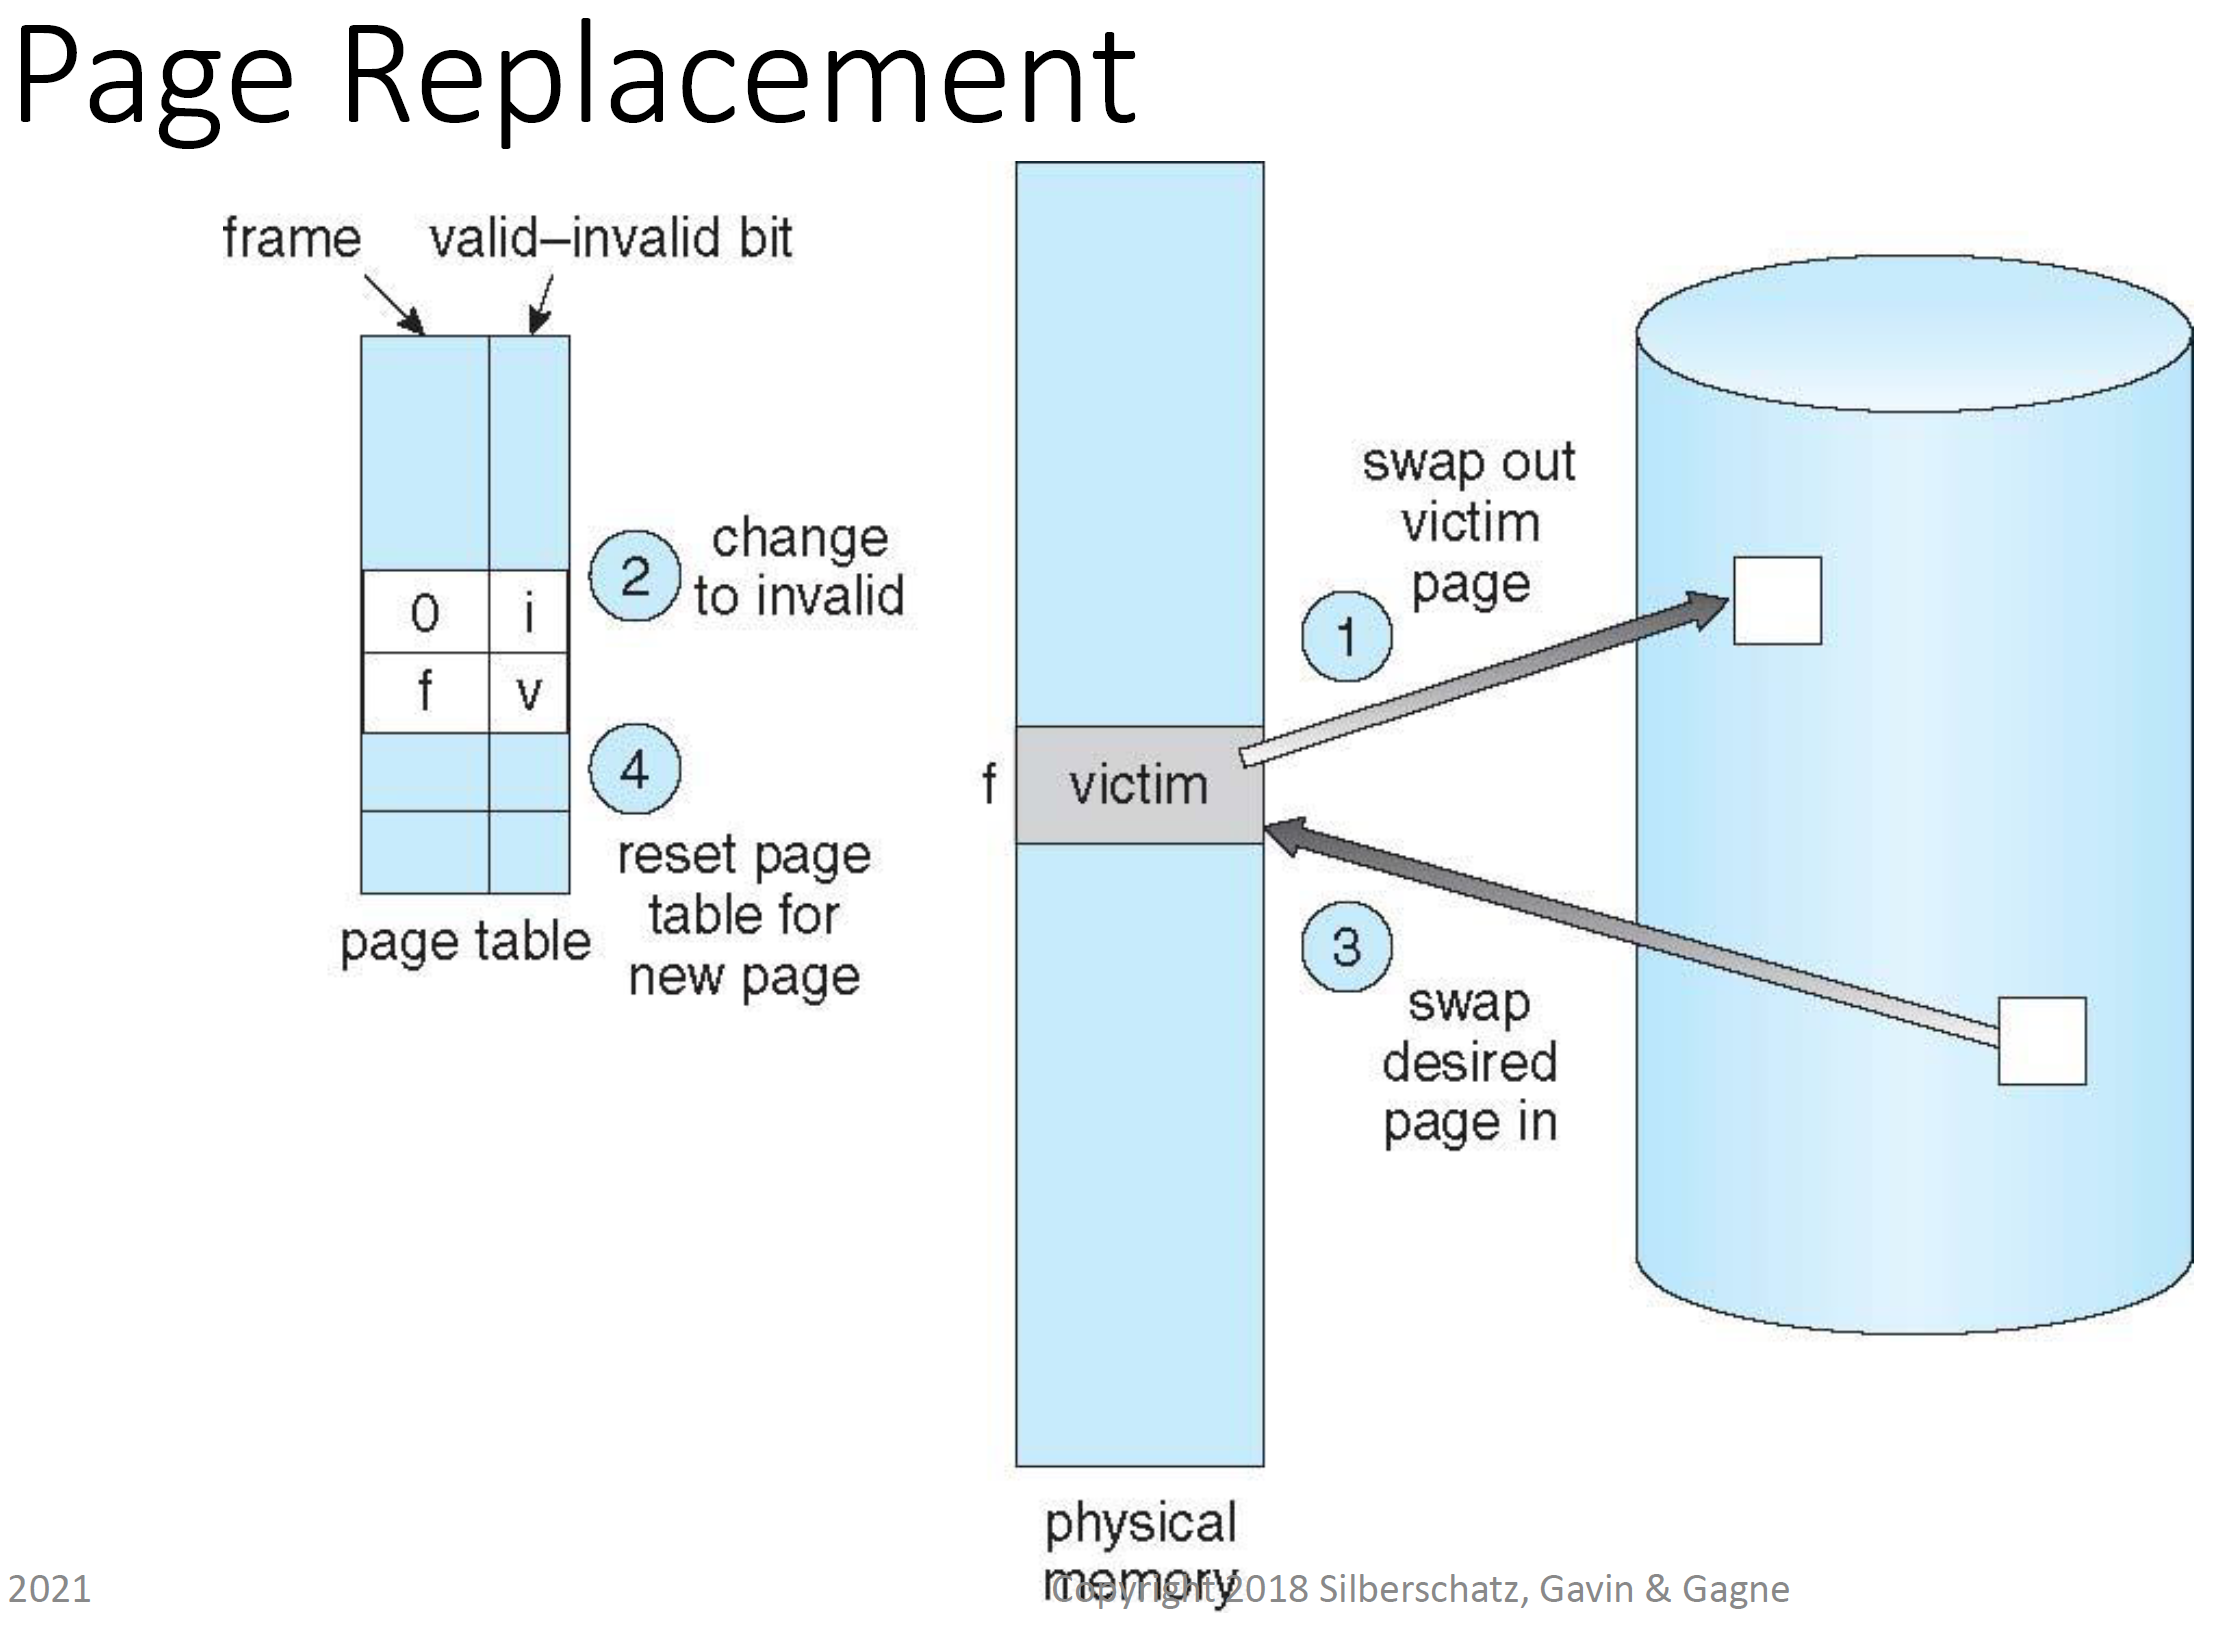 Page Replacement
frame
valid–invalid bit
0 i
f v
2
change
to invalid
4
reset page
table for
new page
page table
f
victim
1
swap out
victim
page
3
swap
desired
page in
physical
memory
2021
Copyright 2018 Silberschatz, Gavin & Gagne